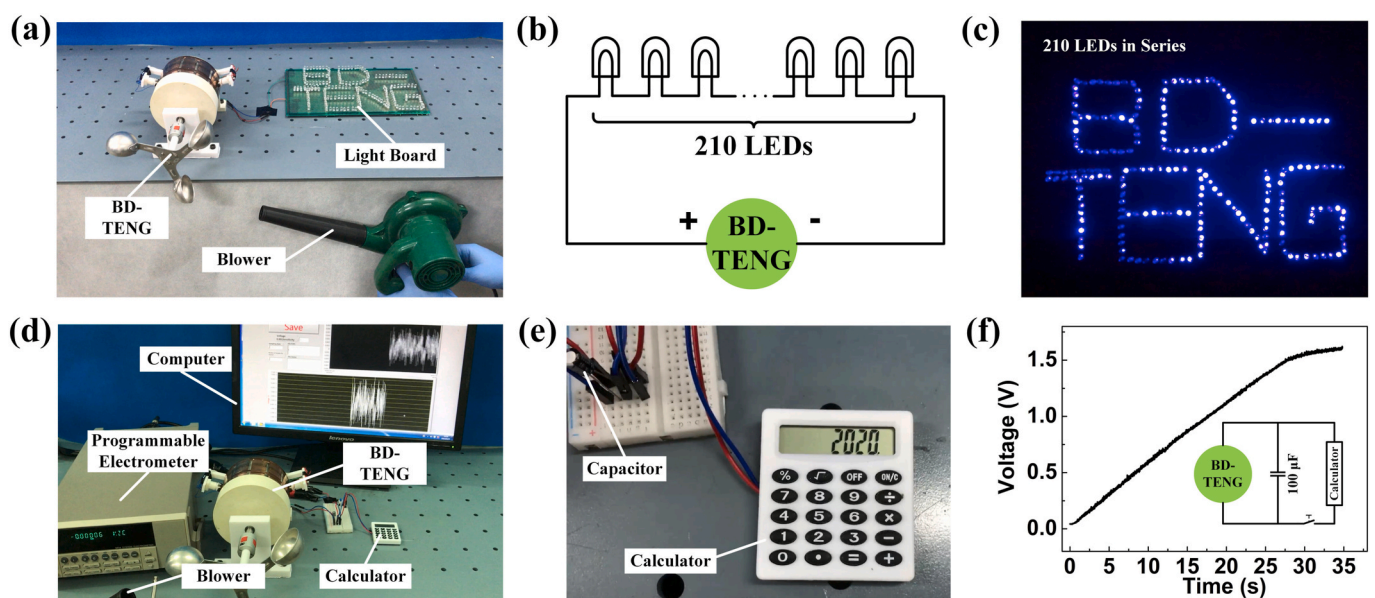 (a)
BD-
TENG
Light Board
BD-
TENG
Blower
(b)
210 LEDs
+
-
BD-
TENG
(c)
210 LEDs in Series
BD-
TENG
(d)
Save
Computer
Programmable
Electrometer
BD-
TENG
Blower
Calculator
(e)
2020.
Capacitor
Calculator
% √ OFF ON/C
7 8 9 ÷
4 5 6 ×
1 2 3 −
0 • = +
(f)
Voltage (V)
1.5
1.0
0.5
0.0
BD-
TENG
100 μF
Calculator
0 5 10 15 20 25 30 35
Time (s)